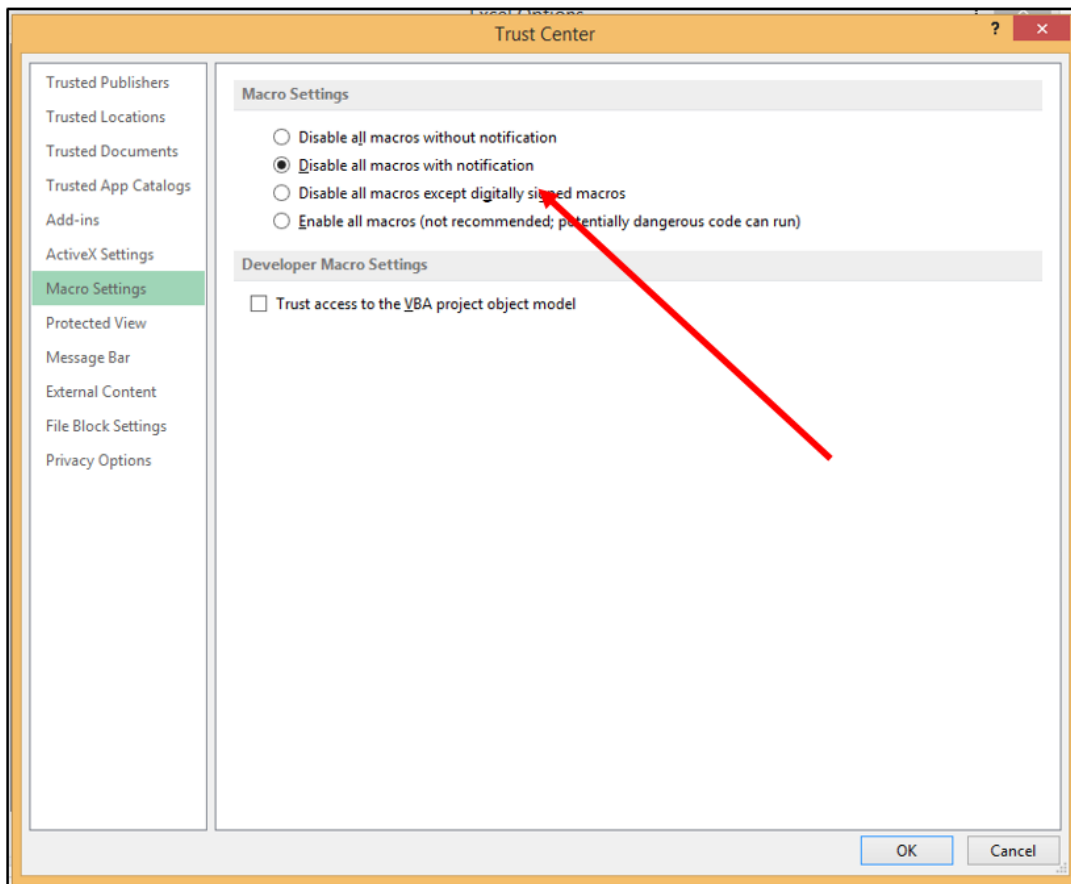 Excel Options
Trust Center
?
Trusted Publishers
Trusted Locations
Trusted Documents
Trusted App Catalogs
Add-ins
ActiveX Settings
Macro Settings
Protected View
Message Bar
External Content
File Block Settings
Privacy Options
Macro Settings
Disable all macros without notification
Disable all macros with notification
Disable all macros except digitally signed macros
Enable all macros (not recommended; potentially dangerous code can run)
Developer Macro Settings
Trust access to the VBA project object model
OK
Cancel